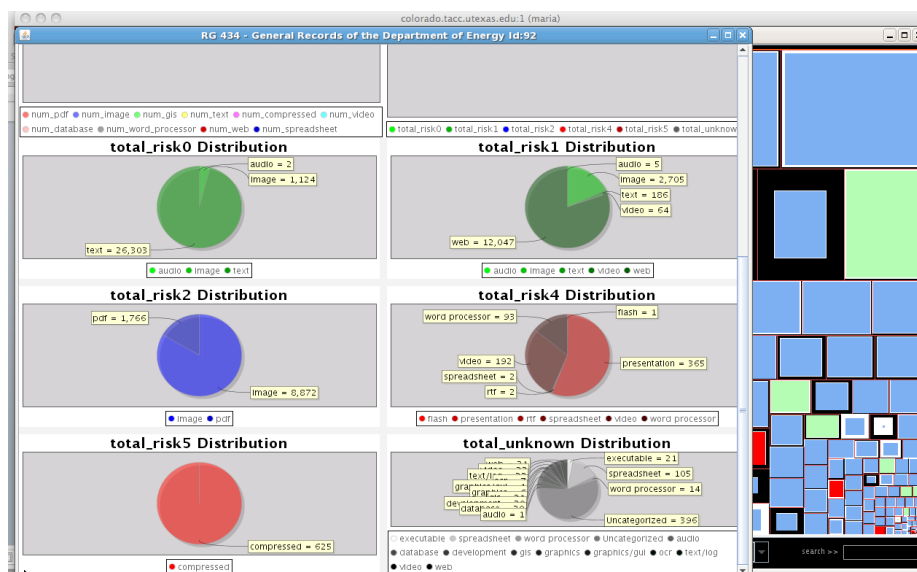 colorado.tacc.utexas.edu:1 (maria)
RG 434 - General Records of the Department of Energy Id:92
num_pdf num_image num_gis num_text num_compressed num_video
num_database num_word_processor num_web num_spreadsheet
total_risk0 total_risk1 total_risk2 total_risk4 total_risk5 total_unknow
total_risk0 Distribution
audio = 2
image = 1,124
text = 26,303
audio image text
total_risk1 Distribution
audio = 5
image = 2,705
text = 186
video = 64
web = 12,047
audio image text video web
total_risk2 Distribution
pdf = 1,766
image = 8,872
image pdf
total_risk4 Distribution
word processor = 93
flash = 1
video = 192
presentation = 365
spreadsheet = 2
rtf = 2
flash presentation rtf spreadsheet video word processor
total_risk5 Distribution
compressed = 625
compressed
total_unknown Distribution
executable = 21
spreadsheet = 105
word processor = 14
audio = 1
Uncategorized = 396
executable spreadsheet word processor Uncategorized audio
database development gis graphics graphics/gui ocr text/log
video web
search >>